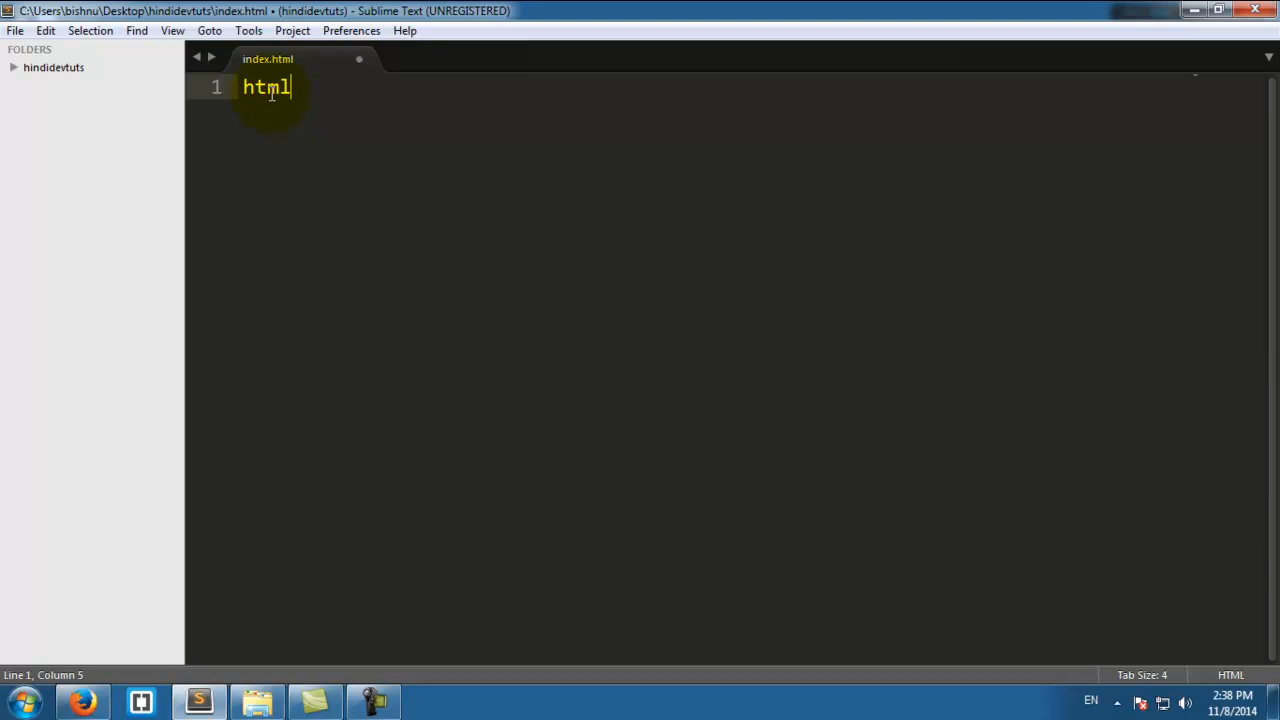 C:\Users\bishnu\Desktop\hindidevtuts\index.html • (hindidevtuts) - Sublime Text (UNREGISTERED)
File Edit Selection Find View Goto Tools Project Preferences Help
FOLDERS
hindidevtuts
index.html
1 html
Line 1, Column 5
Tab Size: 4
HTML
EN
2:38 PM
11/8/2014